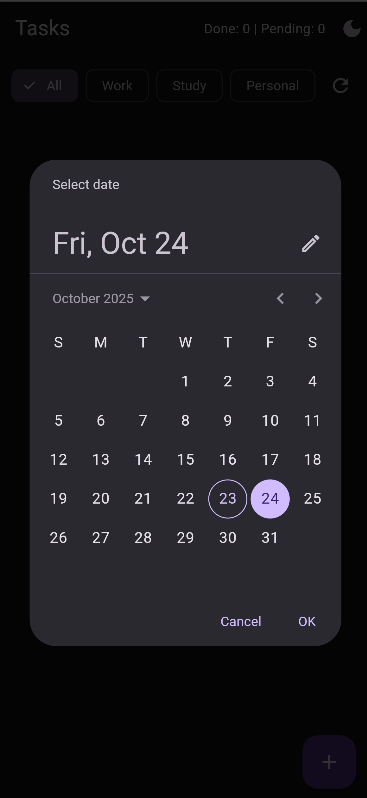 Tasks Done: 0 | Pending: 0
All Work Study Personal
Select date
Fri, Oct 24
October 2025
S M T W T F S
1 2 3 4
5 6 7 8 9 10 11
12 13 14 15 16 17 18
19 20 21 22 23 24 25
26 27 28 29 30 31
Cancel OK